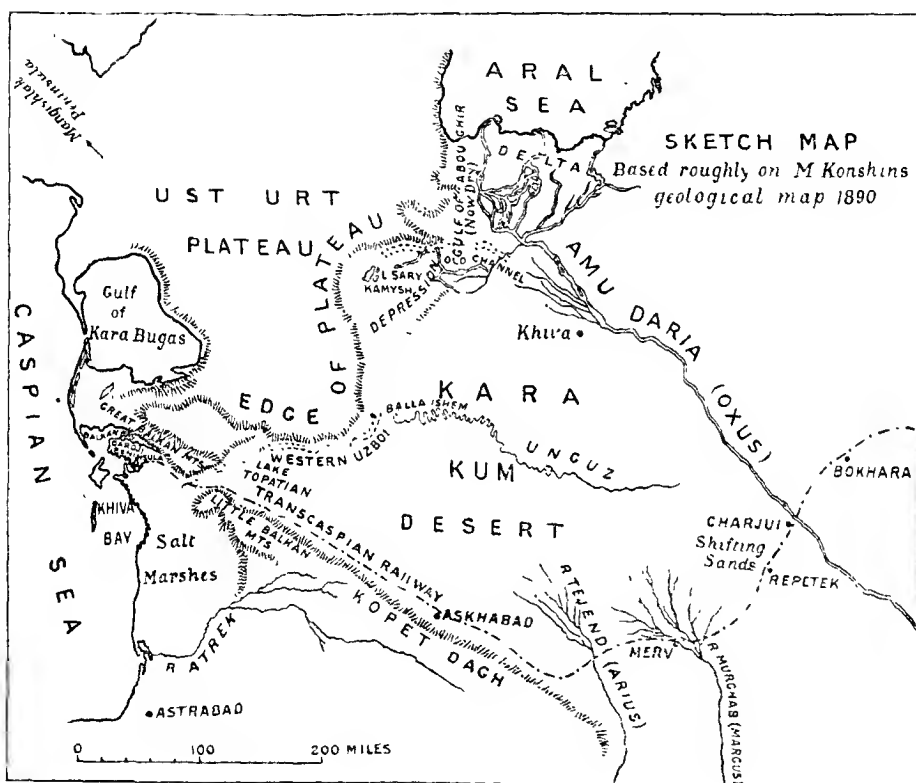 ARAL
SEA
DELTA
SKETCH MAP
Based roughly on M Konshins
geological map 1890
Mangishlak
Peninsula
GULF OF ABOUGHIR
(Now Dry)
UST URT
PLATEAU
EDGE OF PLATEAU
OLD CHANNEL
L SARY
KAMYSH
DEPRESSION
AMU DARIA (OXUS)
Khiva
Gulf
of
Kara Bugas
CASPIAN SEA
KARA
KUM
DESERT
BALLA ISHEM
UNGUZ
WESTERN UZBOI
GREAT BALKAN MTS
LAKE
TOPATIAN
TRANSCASPIAN RAILWAY
LITTLE BALKAN
MTS
KHIVA
BAY
Salt
Marshes
BOKHARA
CHARJUI
Shifting
Sands
REPETEK
KOPET DAGH
ASKHABAD
R TEJEND (ARIUS)
MERV
R MURGHAB (MARGUS)
R ATREK
ASTRABAD
0 100 200 MILES